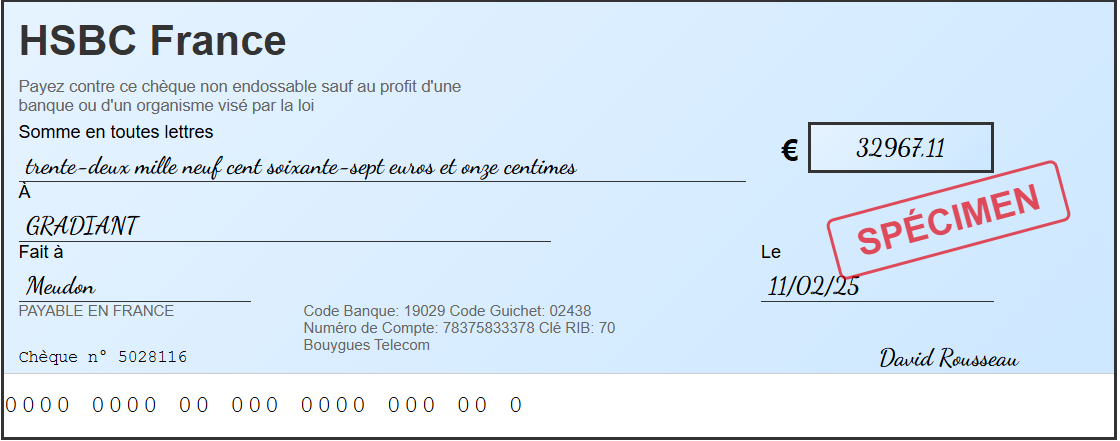 HSBC France
Payez contre ce chèque non endossable sauf au profit d'une
banque ou d'un organisme visé par la loi
Somme en toutes lettres
trente-deux mille neuf cent soixante-sept euros et onze centimes
€ 32967.11
À
GRADIANT
SPÉCIMEN
Fait à
Le
Meudon
11/02/25
PAYABLE EN FRANCE
Code Banque: 19029 Code Guichet: 02438
Numéro de Compte: 78375833378 Clé RIB: 70
Bouygues Telecom
Chèque n° 5028116
David Rousseau
0000 0000 00 000 0000 000 00 0